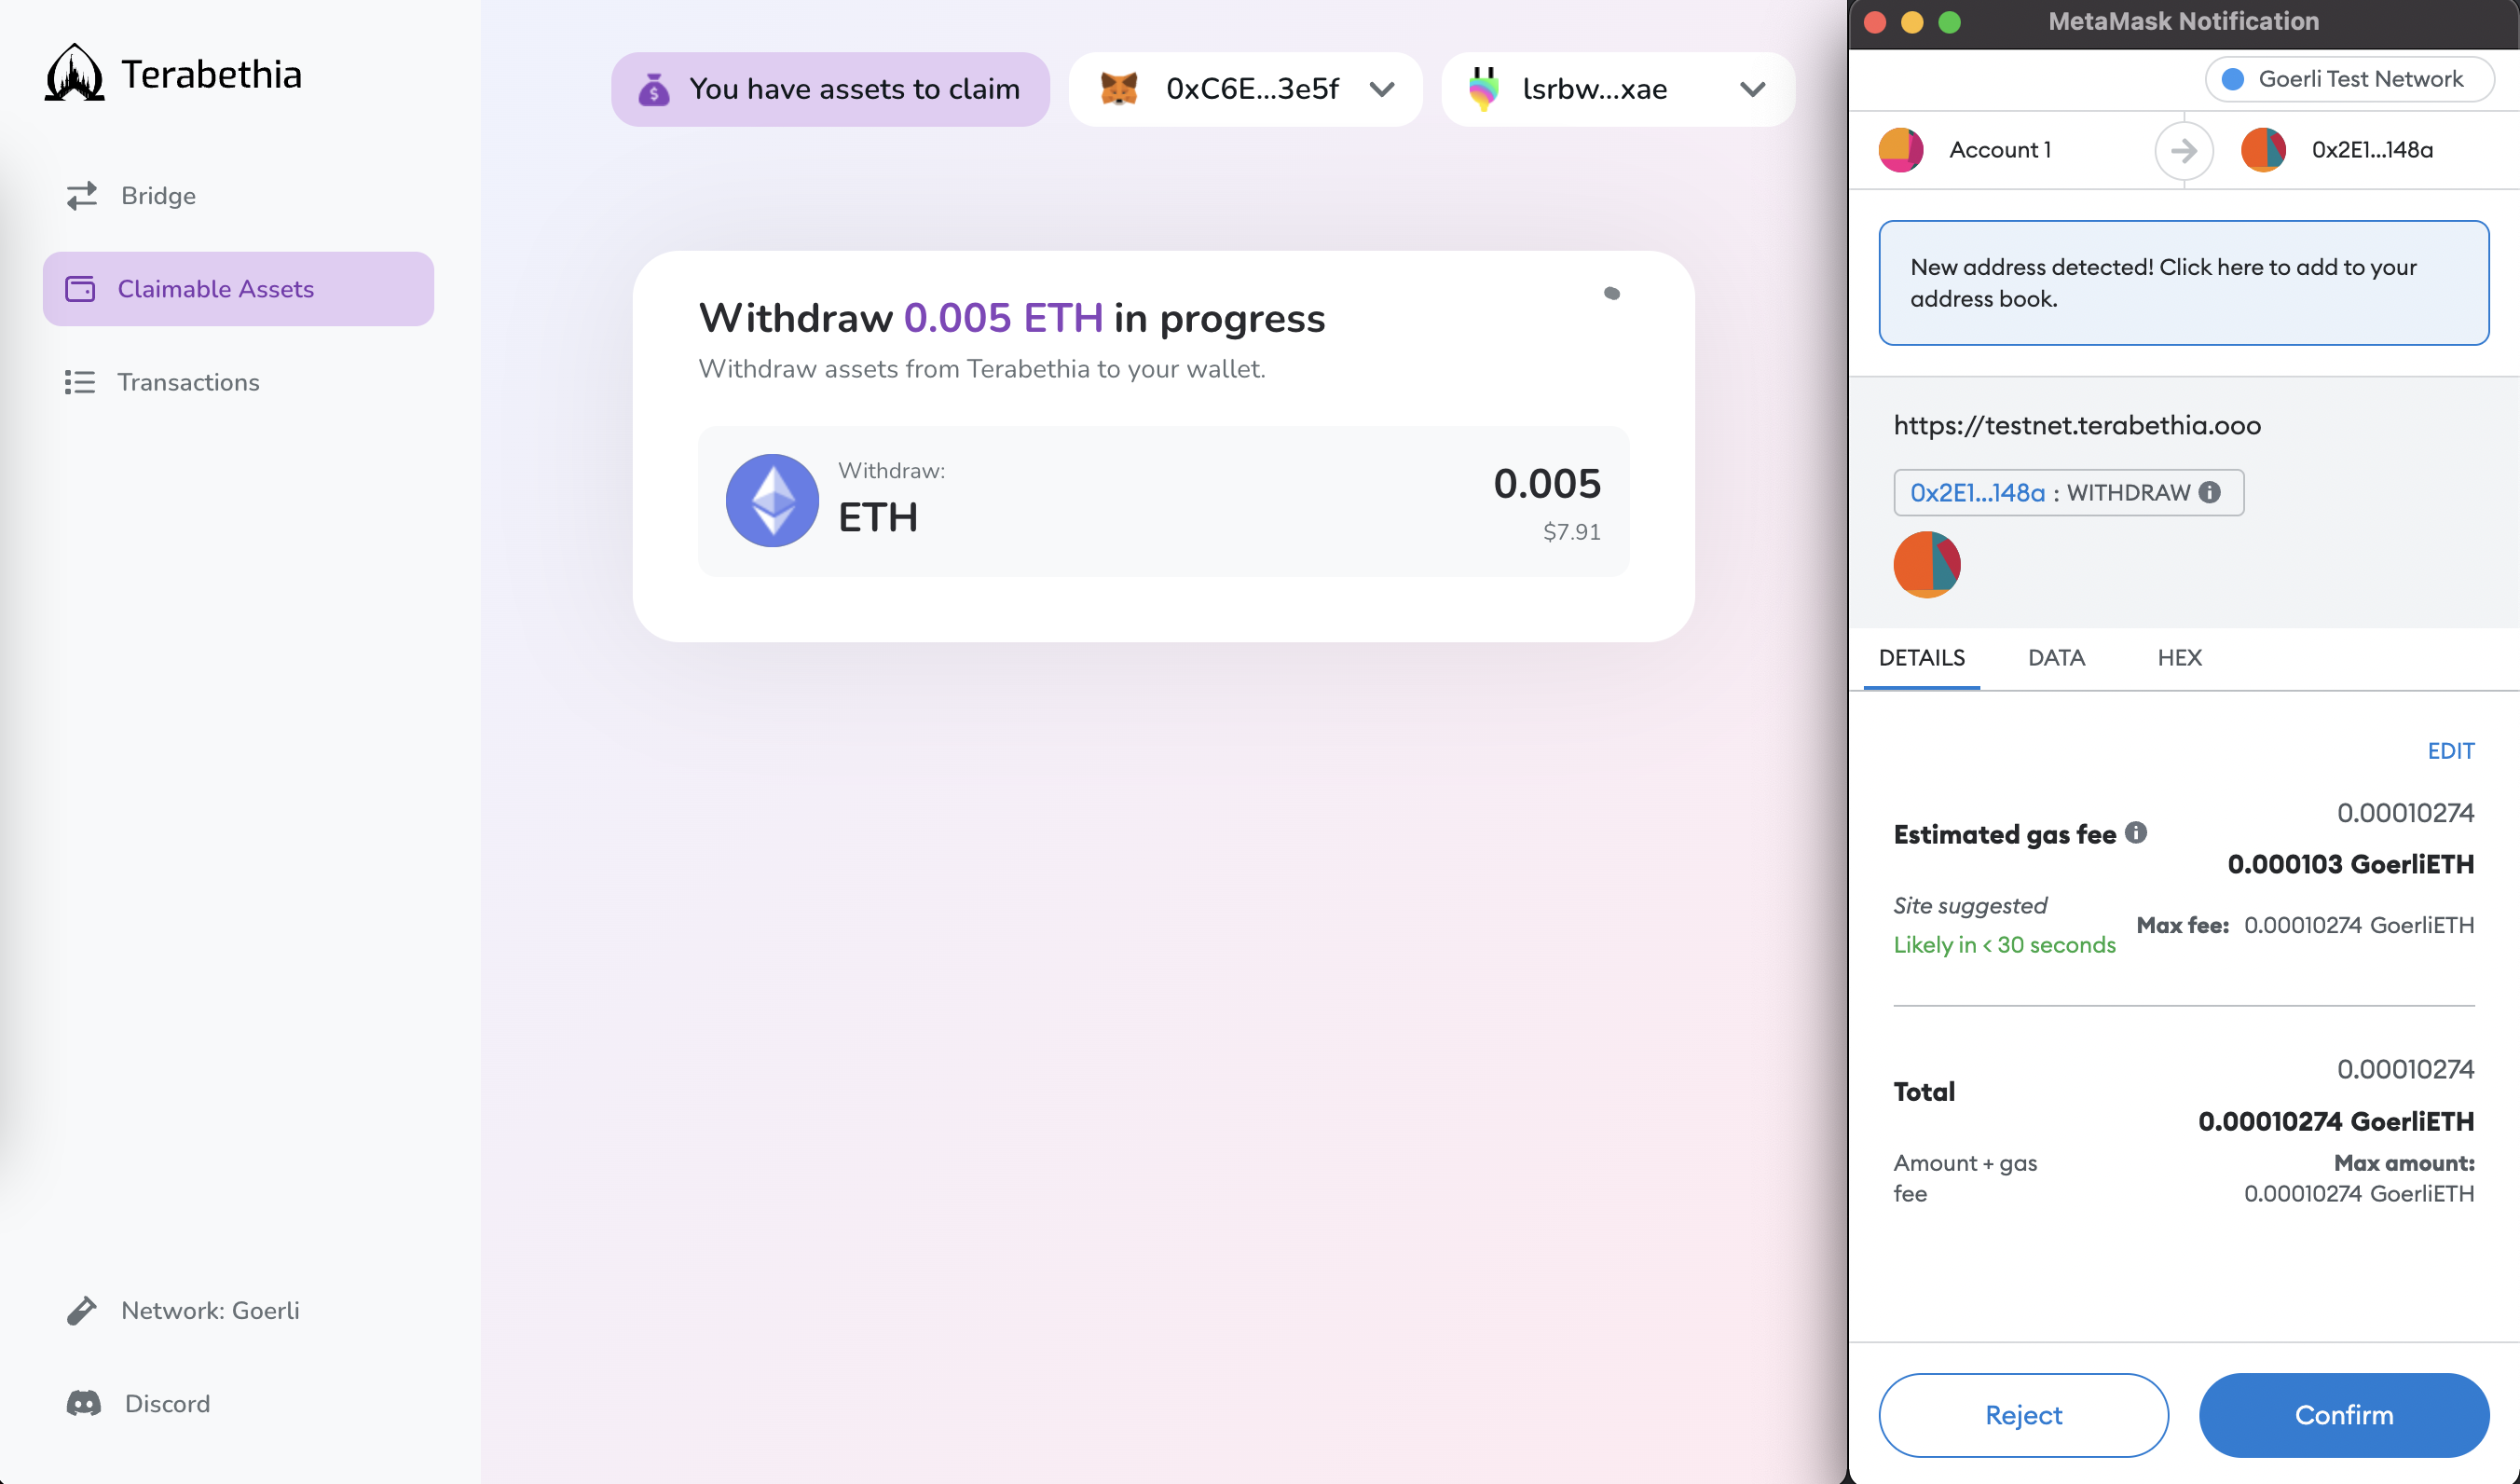 Terabethia
Bridge
Claimable Assets
Transactions
Network: Goerli
Discord
You have assets to claim
0xC6E...3e5f
lsrbw...xae
Withdraw 0.005 ETH in progress
Withdraw assets from Terabethia to your wallet.
Withdraw:
ETH
0.005
$7.91
MetaMask Notification
Goerli Test Network
Account 1
0x2E1...148a
New address detected! Click here to add to your
address book.
https://testnet.terabethia.ooo
0x2E1...148a : WITHDRAW
DETAILS DATA HEX
EDIT
0.00010274
Estimated gas fee
0.000103 GoerliETH
Site suggested
Likely in < 30 seconds
Max fee: 0.00010274 GoerliETH
0.00010274
Total
0.00010274 GoerliETH
Amount + gas
fee
Max amount:
0.00010274 GoerliETH
Reject
Confirm